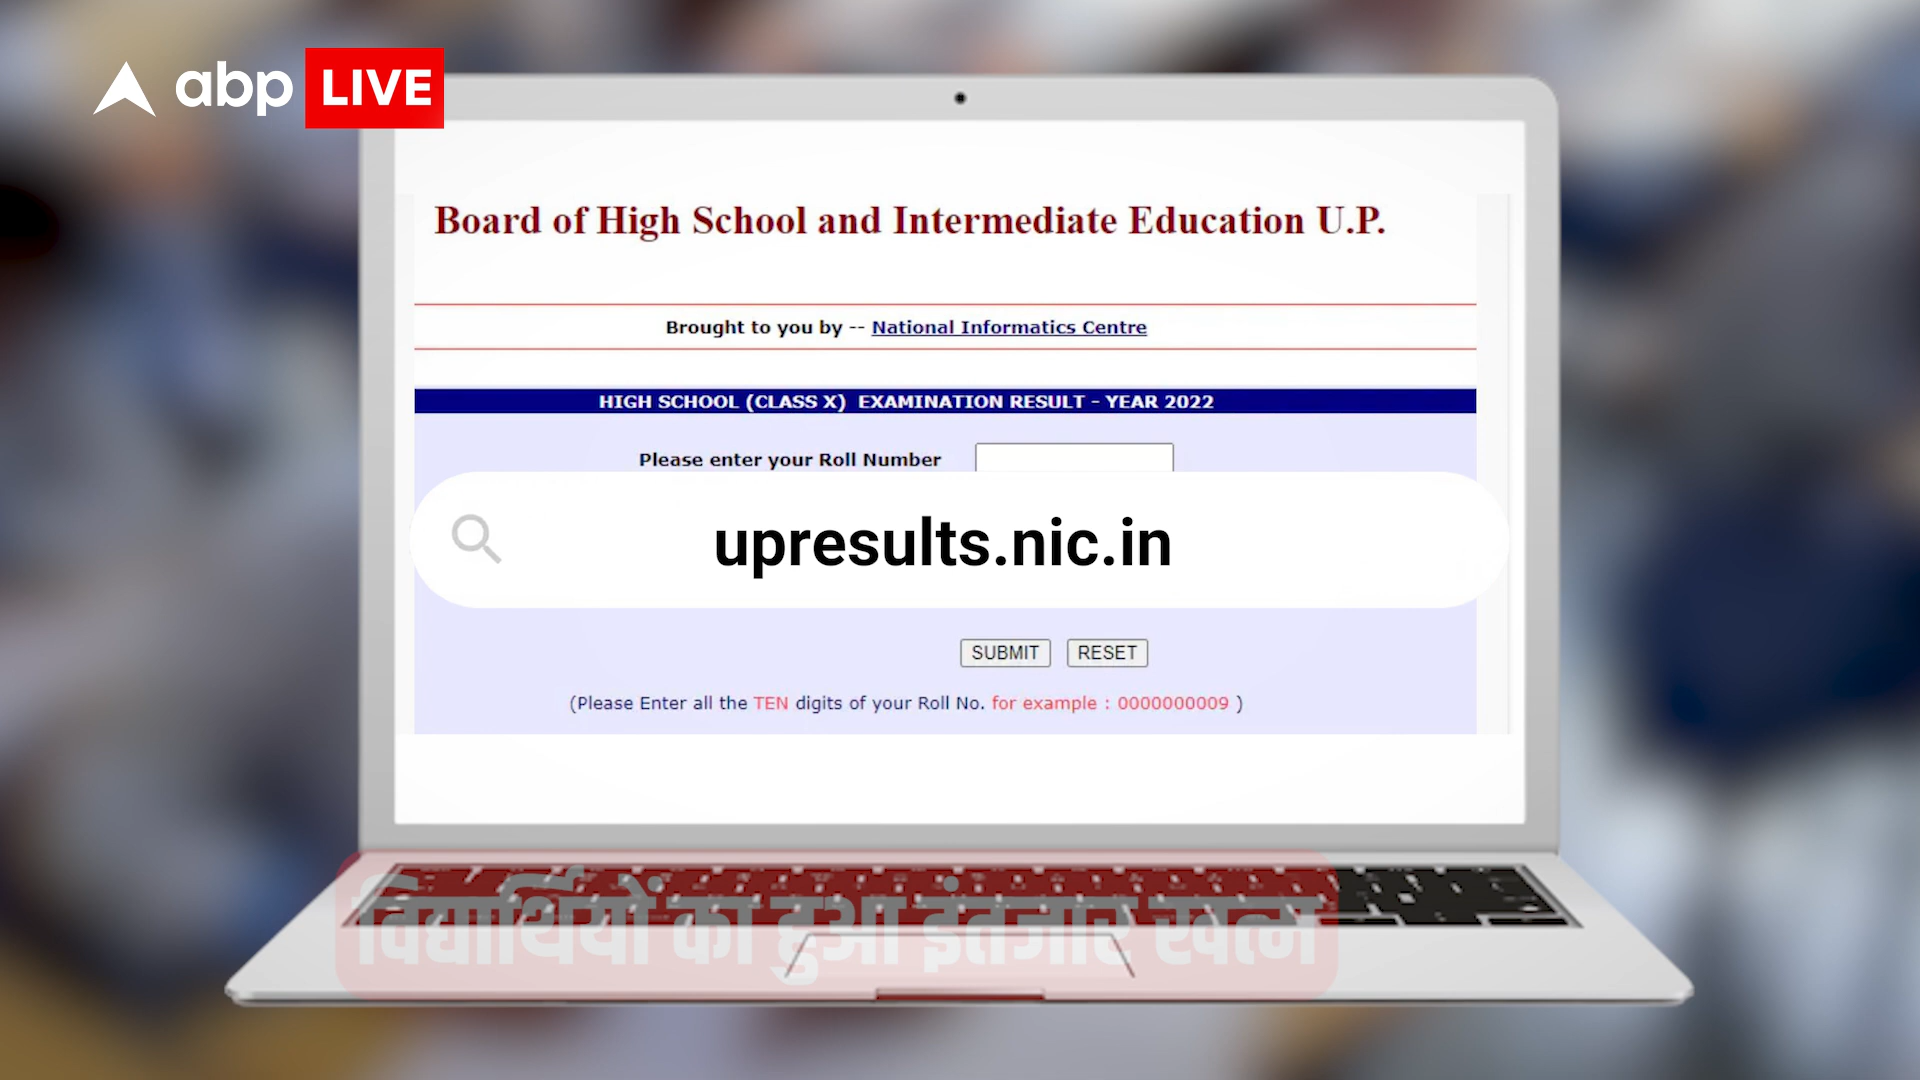 abp LIVE
Board of High School and Intermediate Education U.P.
Brought to you by -- National Informatics Centre
HIGH SCHOOL (CLASS X) EXAMINATION RESULT - YEAR 2022
Please enter your Roll Number
upresults.nic.in
SUBMIT RESET
(Please Enter all the TEN digits of your Roll No. for example : 0000000009 )
विद्यार्थियों का हुआ इंतजार खत्म